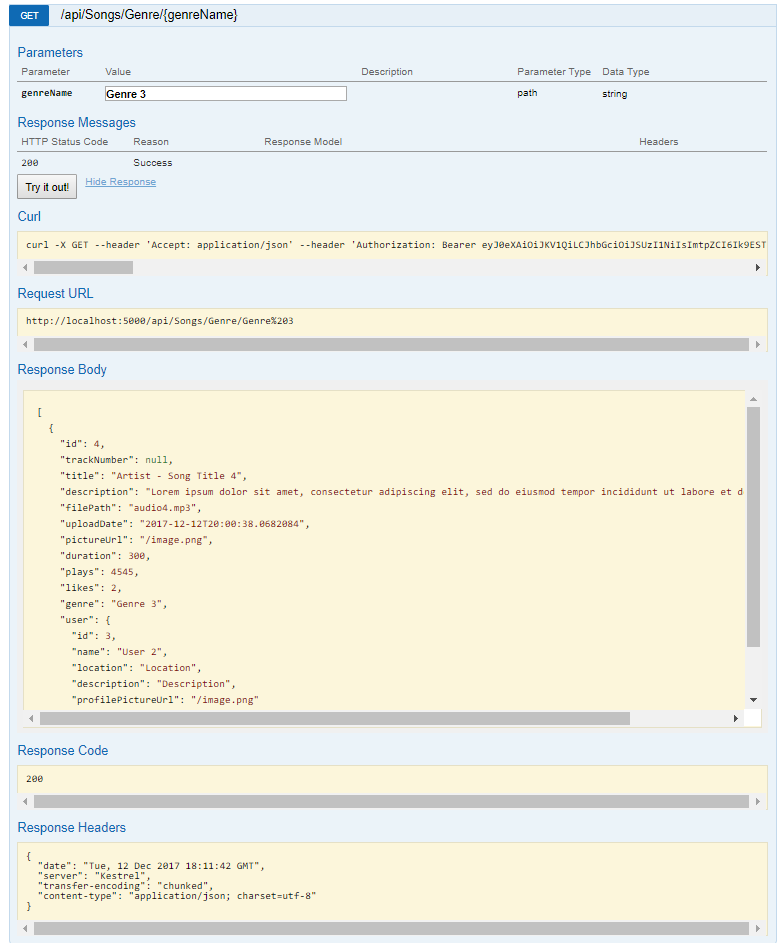 GET /api/Songs/Genre/{genreName}
Parameters
Parameter Value Description Parameter Type Data Type
genreName Genre 3 path string
Response Messages
HTTP Status Code Reason Response Model Headers
200 Success
Try it out! Hide Response
Curl
curl -X GET --header 'Accept: application/json' --header 'Authorization: Bearer eyJ0eXAiOiJKV1QiLCJhbGciOiJSUzI1NiIsImtpZCI6Ik9EST
Request URL
http://localhost:5000/api/Songs/Genre/Genre%203
Response Body
[
{
"id": 4,
"trackNumber": null,
"title": "Artist - Song Title 4",
"description": "Lorem ipsum dolor sit amet, consectetur adipiscing elit, sed do eiusmod tempor incididunt ut labore et d
"filePath": "audio4.mp3",
"uploadDate": "2017-12-12T20:00:38.0682084",
"pictureUrl": "/image.png",
"duration": 300,
"plays": 4545,
"likes": 2,
"genre": "Genre 3",
"user": {
"id": 3,
"name": "User 2",
"location": "Location",
"description": "Description",
"profilePictureUrl": "/image.png"
Response Code
200
Response Headers
{
"date": "Tue, 12 Dec 2017 18:11:42 GMT",
"server": "Kestrel",
"transfer-encoding": "chunked",
"content-type": "application/json; charset=utf-8"
}